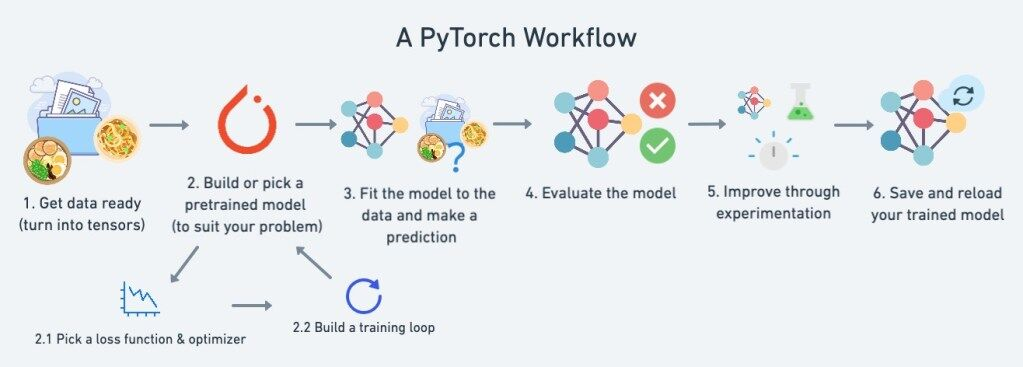 A PyTorch Workflow
1. Get data ready
(turn into tensors)
2. Build or pick a
pretrained model
(to suit your problem)
3. Fit the model to the
data and make a
prediction
4. Evaluate the model
5. Improve through
experimentation
6. Save and reload
your trained model
2.1 Pick a loss function & optimizer
2.2 Build a training loop